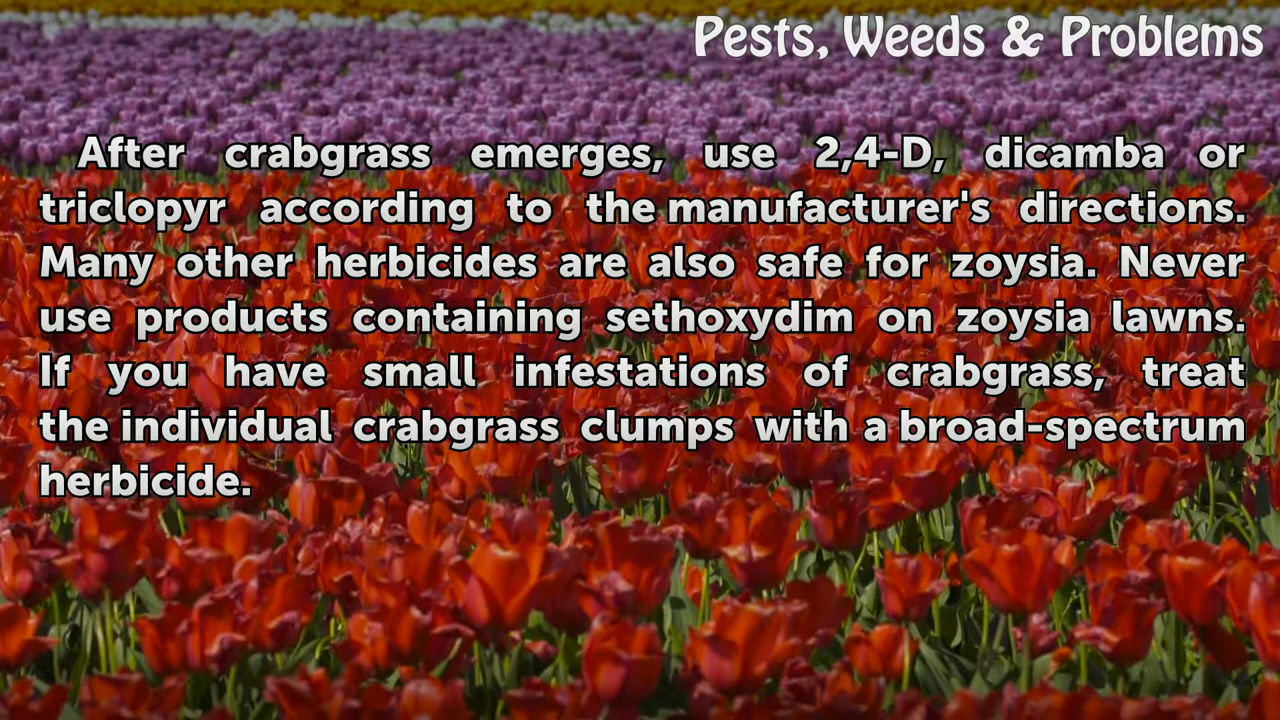 Pests, Weeds & Problems
After crabgrass emerges, use 2,4-D, dicamba or
triclopyr according to the manufacturer's directions.
Many other herbicides are also safe for zoysia. Never
use products containing sethoxydim on zoysia lawns.
If you have small infestations of crabgrass, treat
the individual crabgrass clumps with a broad-spectrum
herbicide.